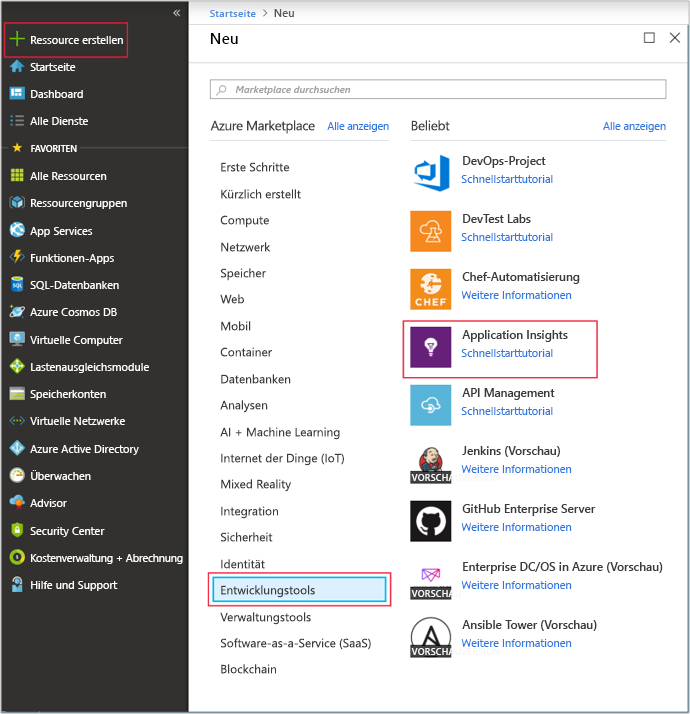 «
Ressource erstellen
Startseite
Dashboard
Alle Dienste
FAVORITEN
Alle Ressourcen
Ressourcengruppen
App Services
Funktionen-Apps
SQL-Datenbanken
Azure Cosmos DB
Virtuelle Computer
Lastenausgleichsmodule
Speicherkonten
Virtuelle Netzwerke
Azure Active Directory
Überwachen
Advisor
Security Center
Kostenverwaltung + Abrechnung
Hilfe und Support
Startseite > Neu
Neu
Marketplace durchsuchen
Azure Marketplace Alle anzeigen
Erste Schritte
Kürzlich erstellt
Compute
Netzwerk
Speicher
Web
Mobil
Container
Datenbanken
Analysen
AI + Machine Learning
Internet der Dinge (IoT)
Mixed Reality
Integration
Sicherheit
Identität
Entwicklungstools
Verwaltungstools
Software-as-a-Service (SaaS)
Blockchain
Beliebt Alle anzeigen
DevOps-Project
Schnellstarttutorial
DevTest Labs
Schnellstarttutorial
CHEF
Chef-Automatisierung
Weitere Informationen
Application Insights
Schnellstarttutorial
API Management
Schnellstarttutorial
VORSCHA
Jenkins (Vorschau)
Weitere Informationen
GitHub Enterprise Server
Weitere Informationen
VORSCHA
Enterprise DC/OS in Azure (Vorschau)
Weitere Informationen
VORSCHA
Ansible Tower (Vorschau)
Weitere Informationen